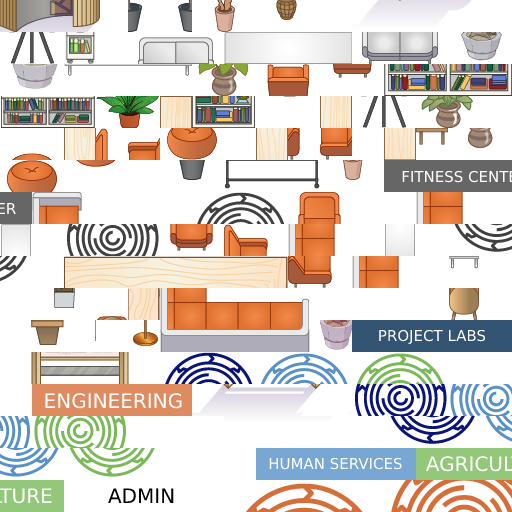 FITNESS CENTE
ER
PROJECT LABS
ENGINEERING
HUMAN SERVICES
AGRICUL
TURE
ADMIN